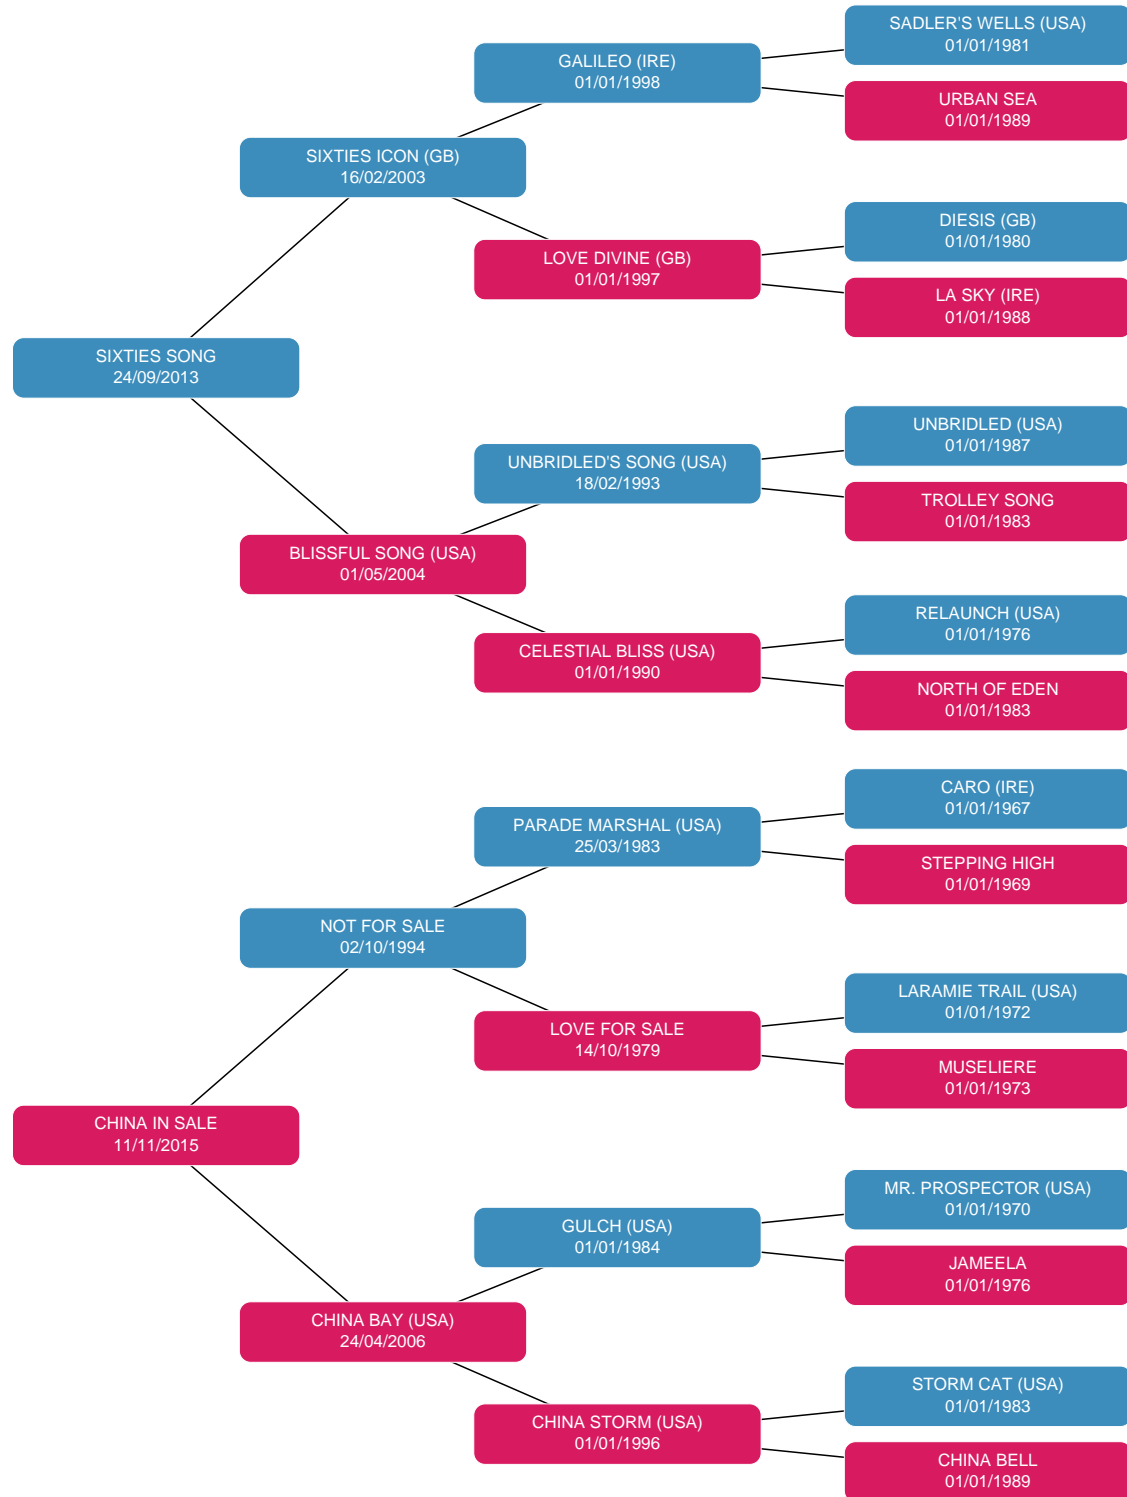 SADLER'S WELLS (USA)
01/01/1981
GALILEO (IRE)
01/01/1998
URBAN SEA
01/01/1989
SIXTIES ICON (GB)
16/02/2003
DIESIS (GB)
01/01/1980
LOVE DIVINE (GB)
01/01/1997
LA SKY (IRE)
01/01/1988
SIXTIES SONG
24/09/2013
UNBRIDLED (USA)
01/01/1987
UNBRIDLED'S SONG (USA)
18/02/1993
TROLLEY SONG
01/01/1983
BLISSFUL SONG (USA)
01/05/2004
RELAUNCH (USA)
01/01/1976
CELESTIAL BLISS (USA)
01/01/1990
NORTH OF EDEN
01/01/1983
CARO (IRE)
01/01/1967
PARADE MARSHAL (USA)
25/03/1983
STEPPING HIGH
01/01/1969
NOT FOR SALE
02/10/1994
LARAMIE TRAIL (USA)
01/01/1972
LOVE FOR SALE
14/10/1979
MUSELIERE
01/01/1973
CHINA IN SALE
11/11/2015
MR. PROSPECTOR (USA)
01/01/1970
GULCH (USA)
01/01/1984
JAMEELA
01/01/1976
CHINA BAY (USA)
24/04/2006
STORM CAT (USA)
01/01/1983
CHINA STORM (USA)
01/01/1996
CHINA BELL
01/01/1989